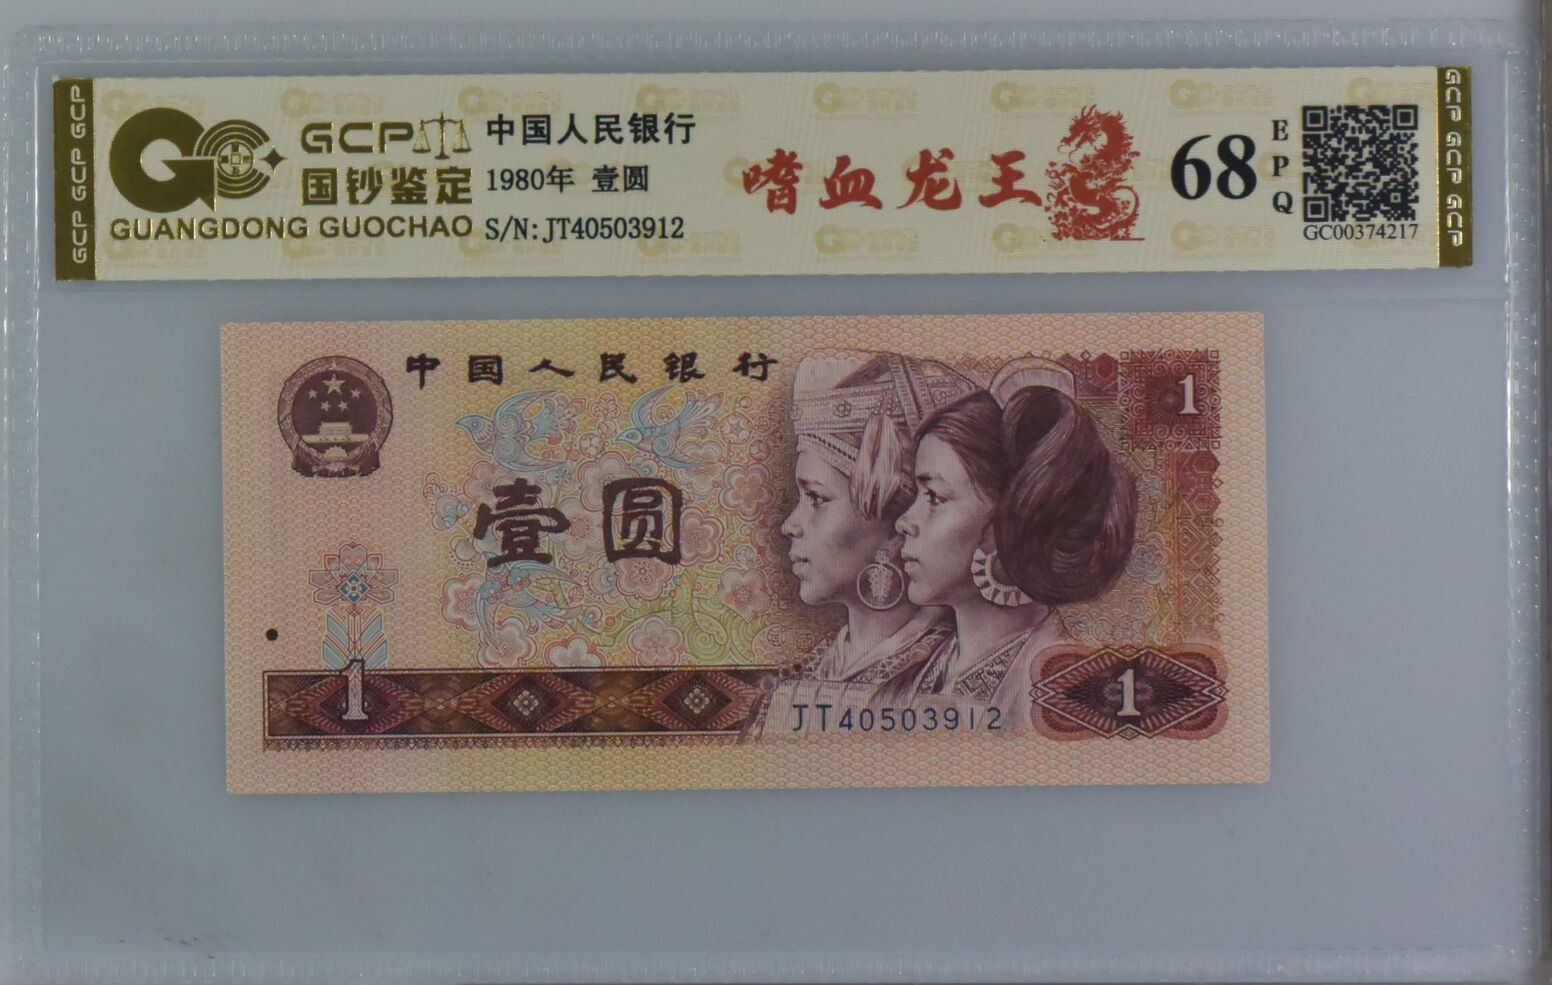 GCP GCP GCP
GCP
国钞鉴定
GUANGDONG GUOCHAO
中国人民银行
1980年 壹圆
S/N:JT40503912
嗜血龙王
68
EPQ
GC00374217
GCP GCP GCP
中国人民银行
1
壹圆
1
JT40503912
1